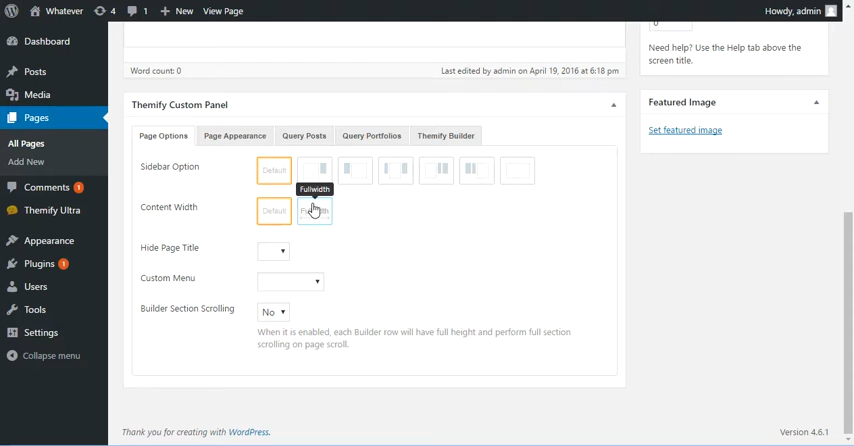 Whatever 4 1 + New View Page Howdy, admin
Dashboard
Posts
Media
Pages
All Pages
Add New
Comments 1
Themify Ultra
Appearance
Plugins 1
Users
Tools
Settings
Collapse menu
Word count: 0 Last edited by admin on April 19, 2016 at 6:18 pm
Themify Custom Panel
Page Options Page Appearance Query Posts Query Portfolios Themify Builder
Sidebar Option Default
Fullwidth
Content Width Default
Hide Page Title
Custom Menu
Builder Section Scrolling No
When it is enabled, each Builder row will have full height and perform full section
scrolling on page scroll.
0
Need help? Use the Help tab above the
screen title.
Featured Image
Set featured image
Thank you for creating with WordPress. Version 4.6.1